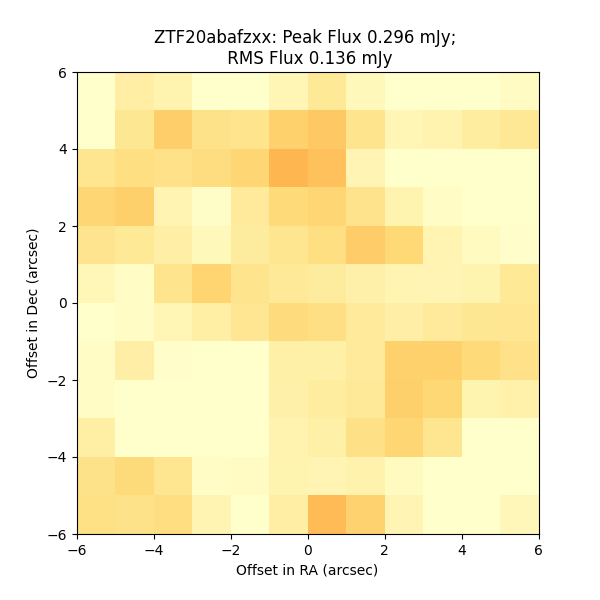 ZTF20abafzxx: Peak Flux 0.296 mJy;
RMS Flux 0.136 mJy
6
4
2
0
−2
−4
−6
Offset in Dec (arcsec)
−6 −4 −2 0 2 4 6
Offset in RA (arcsec)